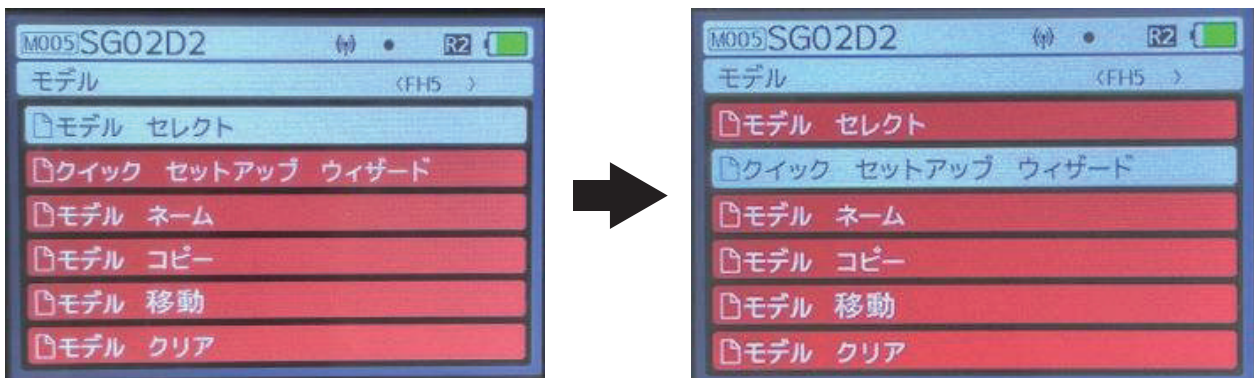 M005 SG02D2 R2
モデル <FH5 >
モデル セレクト
クイック セットアップ ウィザード
モデル ネーム
モデル コピー
モデル 移動
モデル クリア
M005 SG02D2 R2
モデル <FH5 >
モデル セレクト
クイック セットアップ ウィザード
モデル ネーム
モデル コピー
モデル 移動
モデル クリア